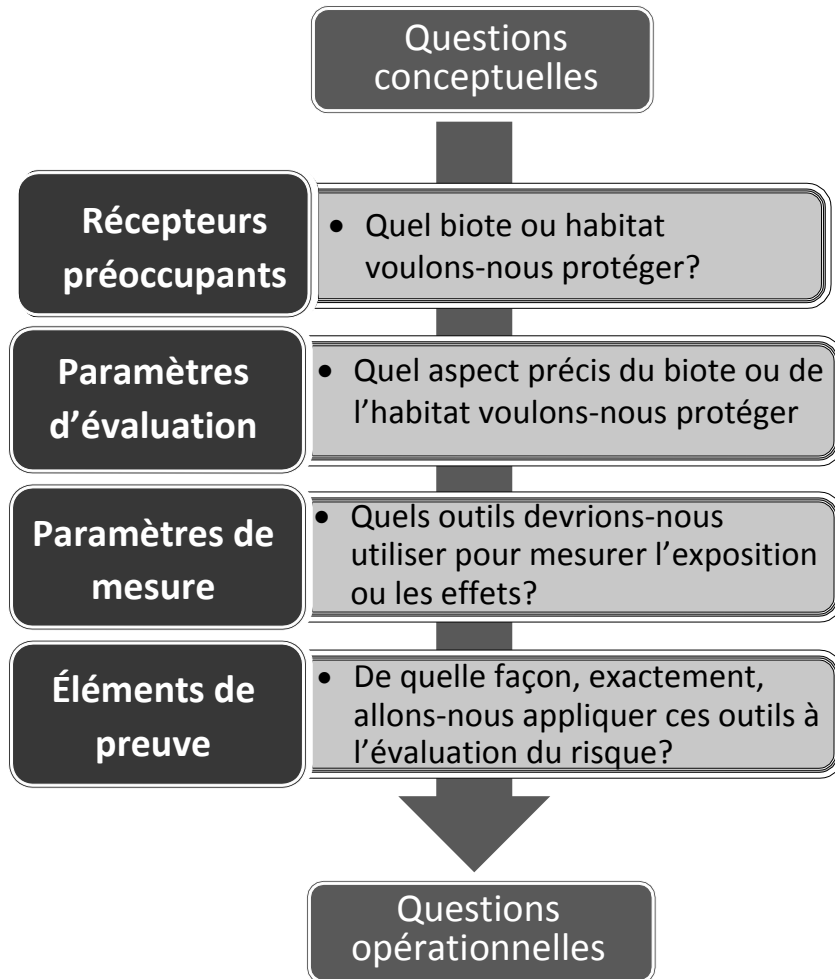 Questions
conceptuelles
Récepteurs
préoccupants
• Quel biote ou habitat
voulons-nous protéger?
Paramètres
d'évaluation
• Quel aspect précis du biote ou de
l'habitat voulons-nous protéger
Paramètres de
mesure
• Quels outils devrions-nous
utiliser pour mesurer l'exposition
ou les effets?
Éléments de
preuve
• De quelle façon, exactement,
allons-nous appliquer ces outils à
l'évaluation du risque?
Questions
opérationnelles